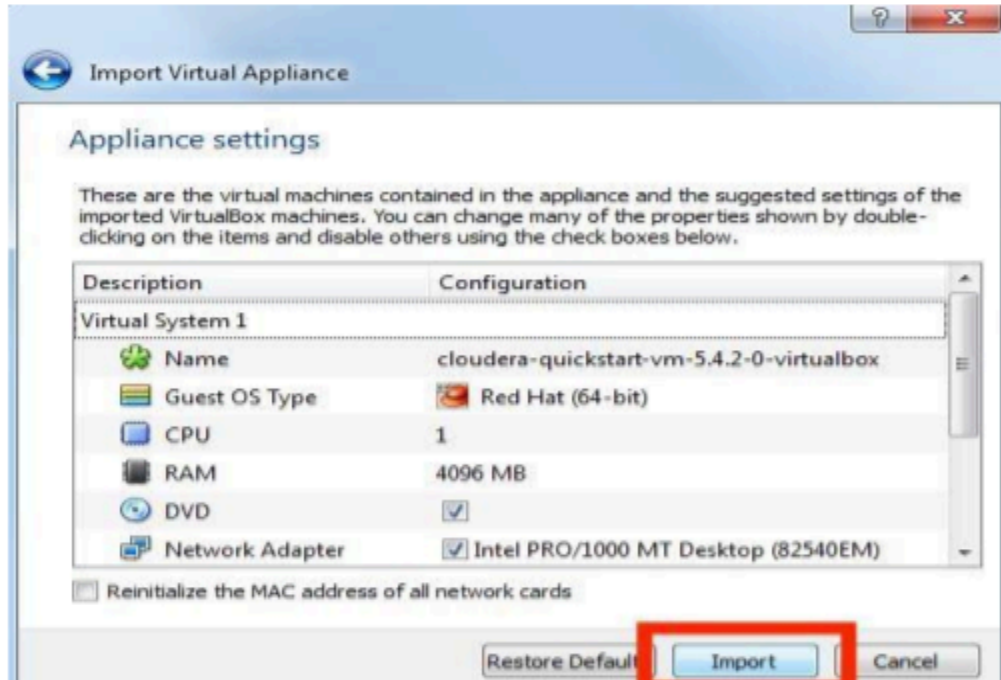 Import Virtual Appliance
Appliance settings
These are the virtual machines contained in the appliance and the suggested settings of the
imported VirtualBox machines. You can change many of the properties shown by double-
clicking on the items and disable others using the check boxes below.
Description Configuration
Virtual System 1
Name cloudera-quickstart-vm-5.4.2-0-virtualbox
Guest OS Type Red Hat (64-bit)
CPU 1
RAM 4096 MB
DVD
Network Adapter Intel PRO/1000 MT Desktop (82540EM)
Reinitialize the MAC address of all network cards
Restore Default Import Cancel